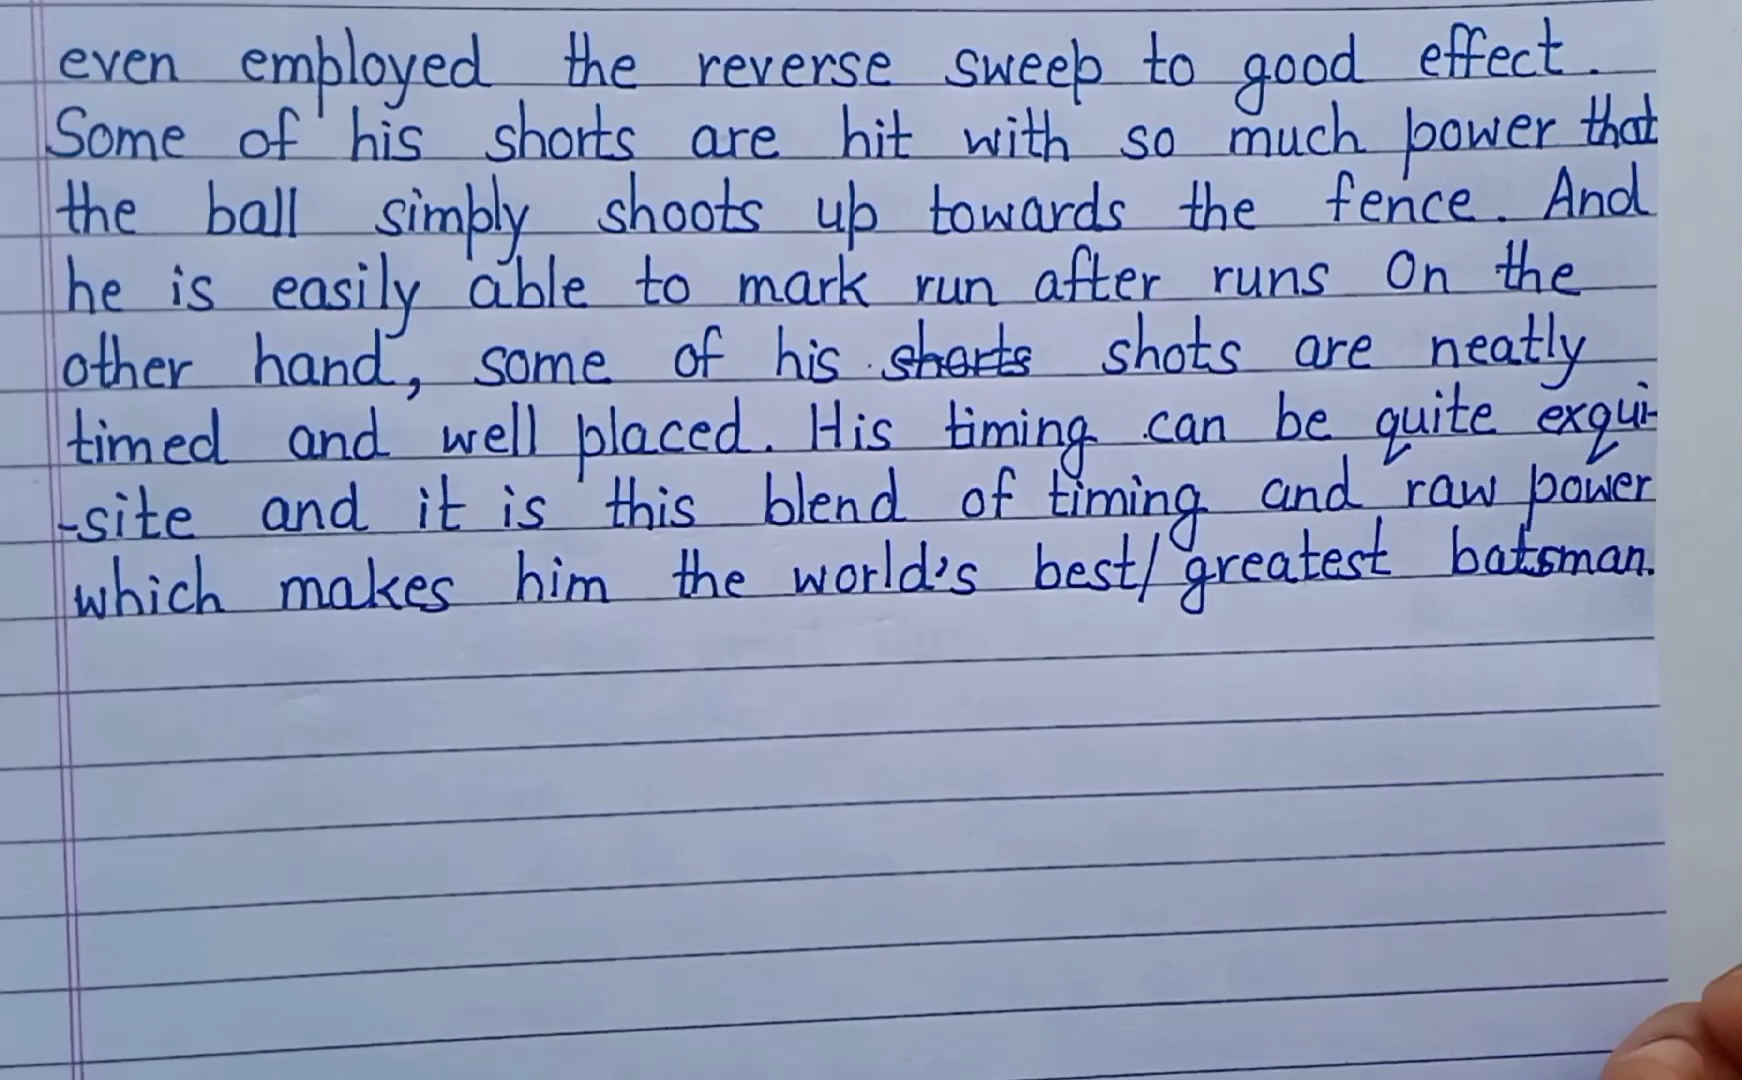 even employed the reverse sweep to good effect.
Some of his shorts are hit with so much power that
the ball simply shoots up towards the fence. And
he is easily able to mark run after runs On the
other hand, some of his shorts shots are neatly
timed and well placed. His timing can be quite exqui-
-site and it is this blend of timing and raw power
which makes him the world's best/greatest batsman.